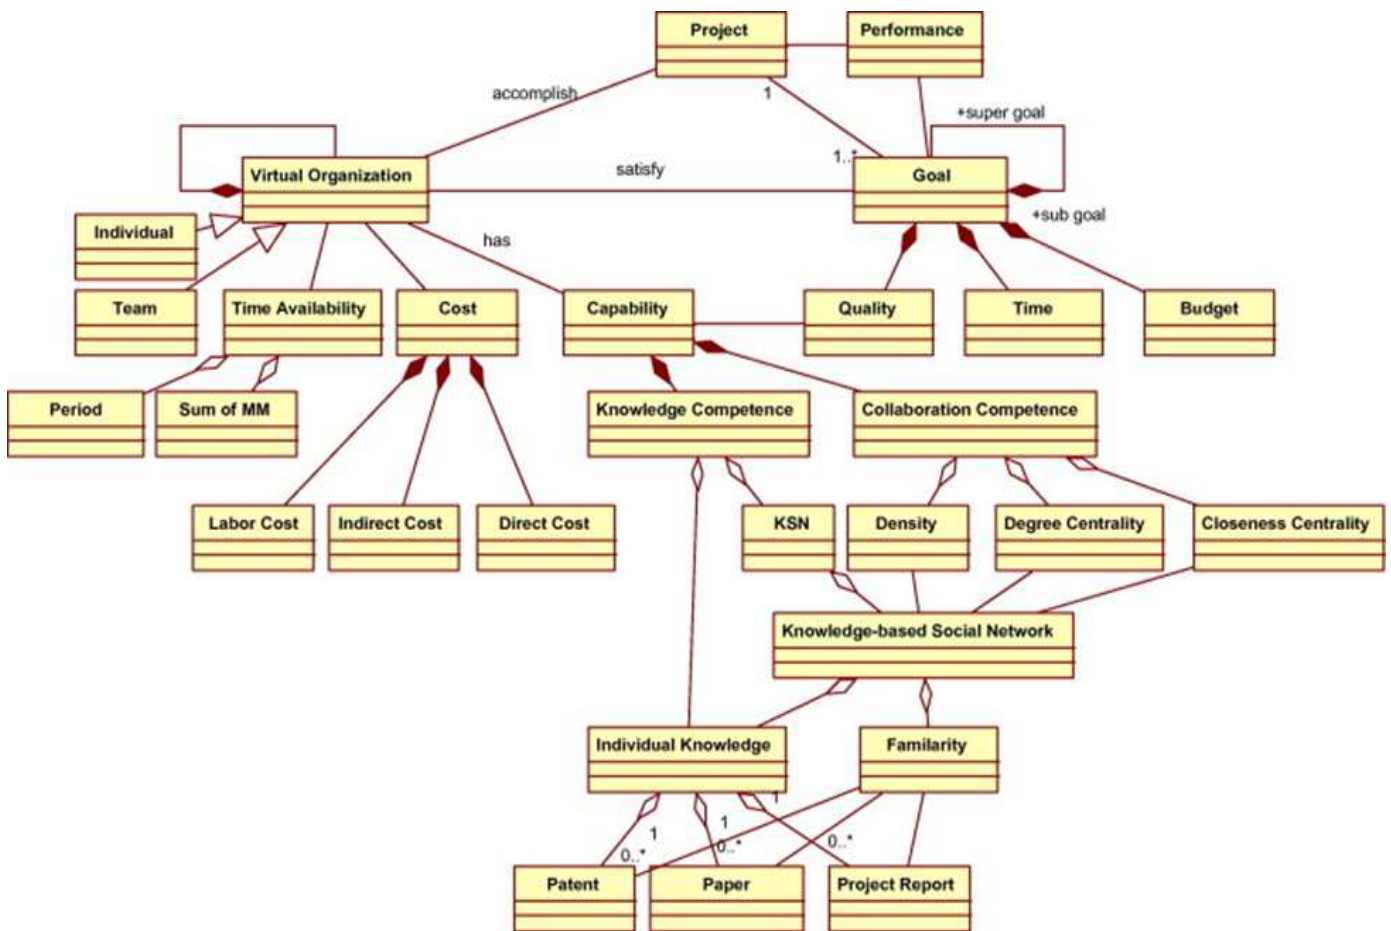 Project
Performance
accomplish
1
+super goal
1..*
Virtual Organization
satisfy
Goal
+sub goal
Individual
has
Team
Time Availability
Cost
Capability
Quality
Time
Budget
Period
Sum of MM
Knowledge Competence
Collaboration Competence
Labor Cost
Indirect Cost
Direct Cost
KSN
Density
Degree Centrality
Closeness Centrality
Knowledge-based Social Network
Individual Knowledge
Familarity
1
1
1
0..*
0..*
0..*
Patent
Paper
Project Report